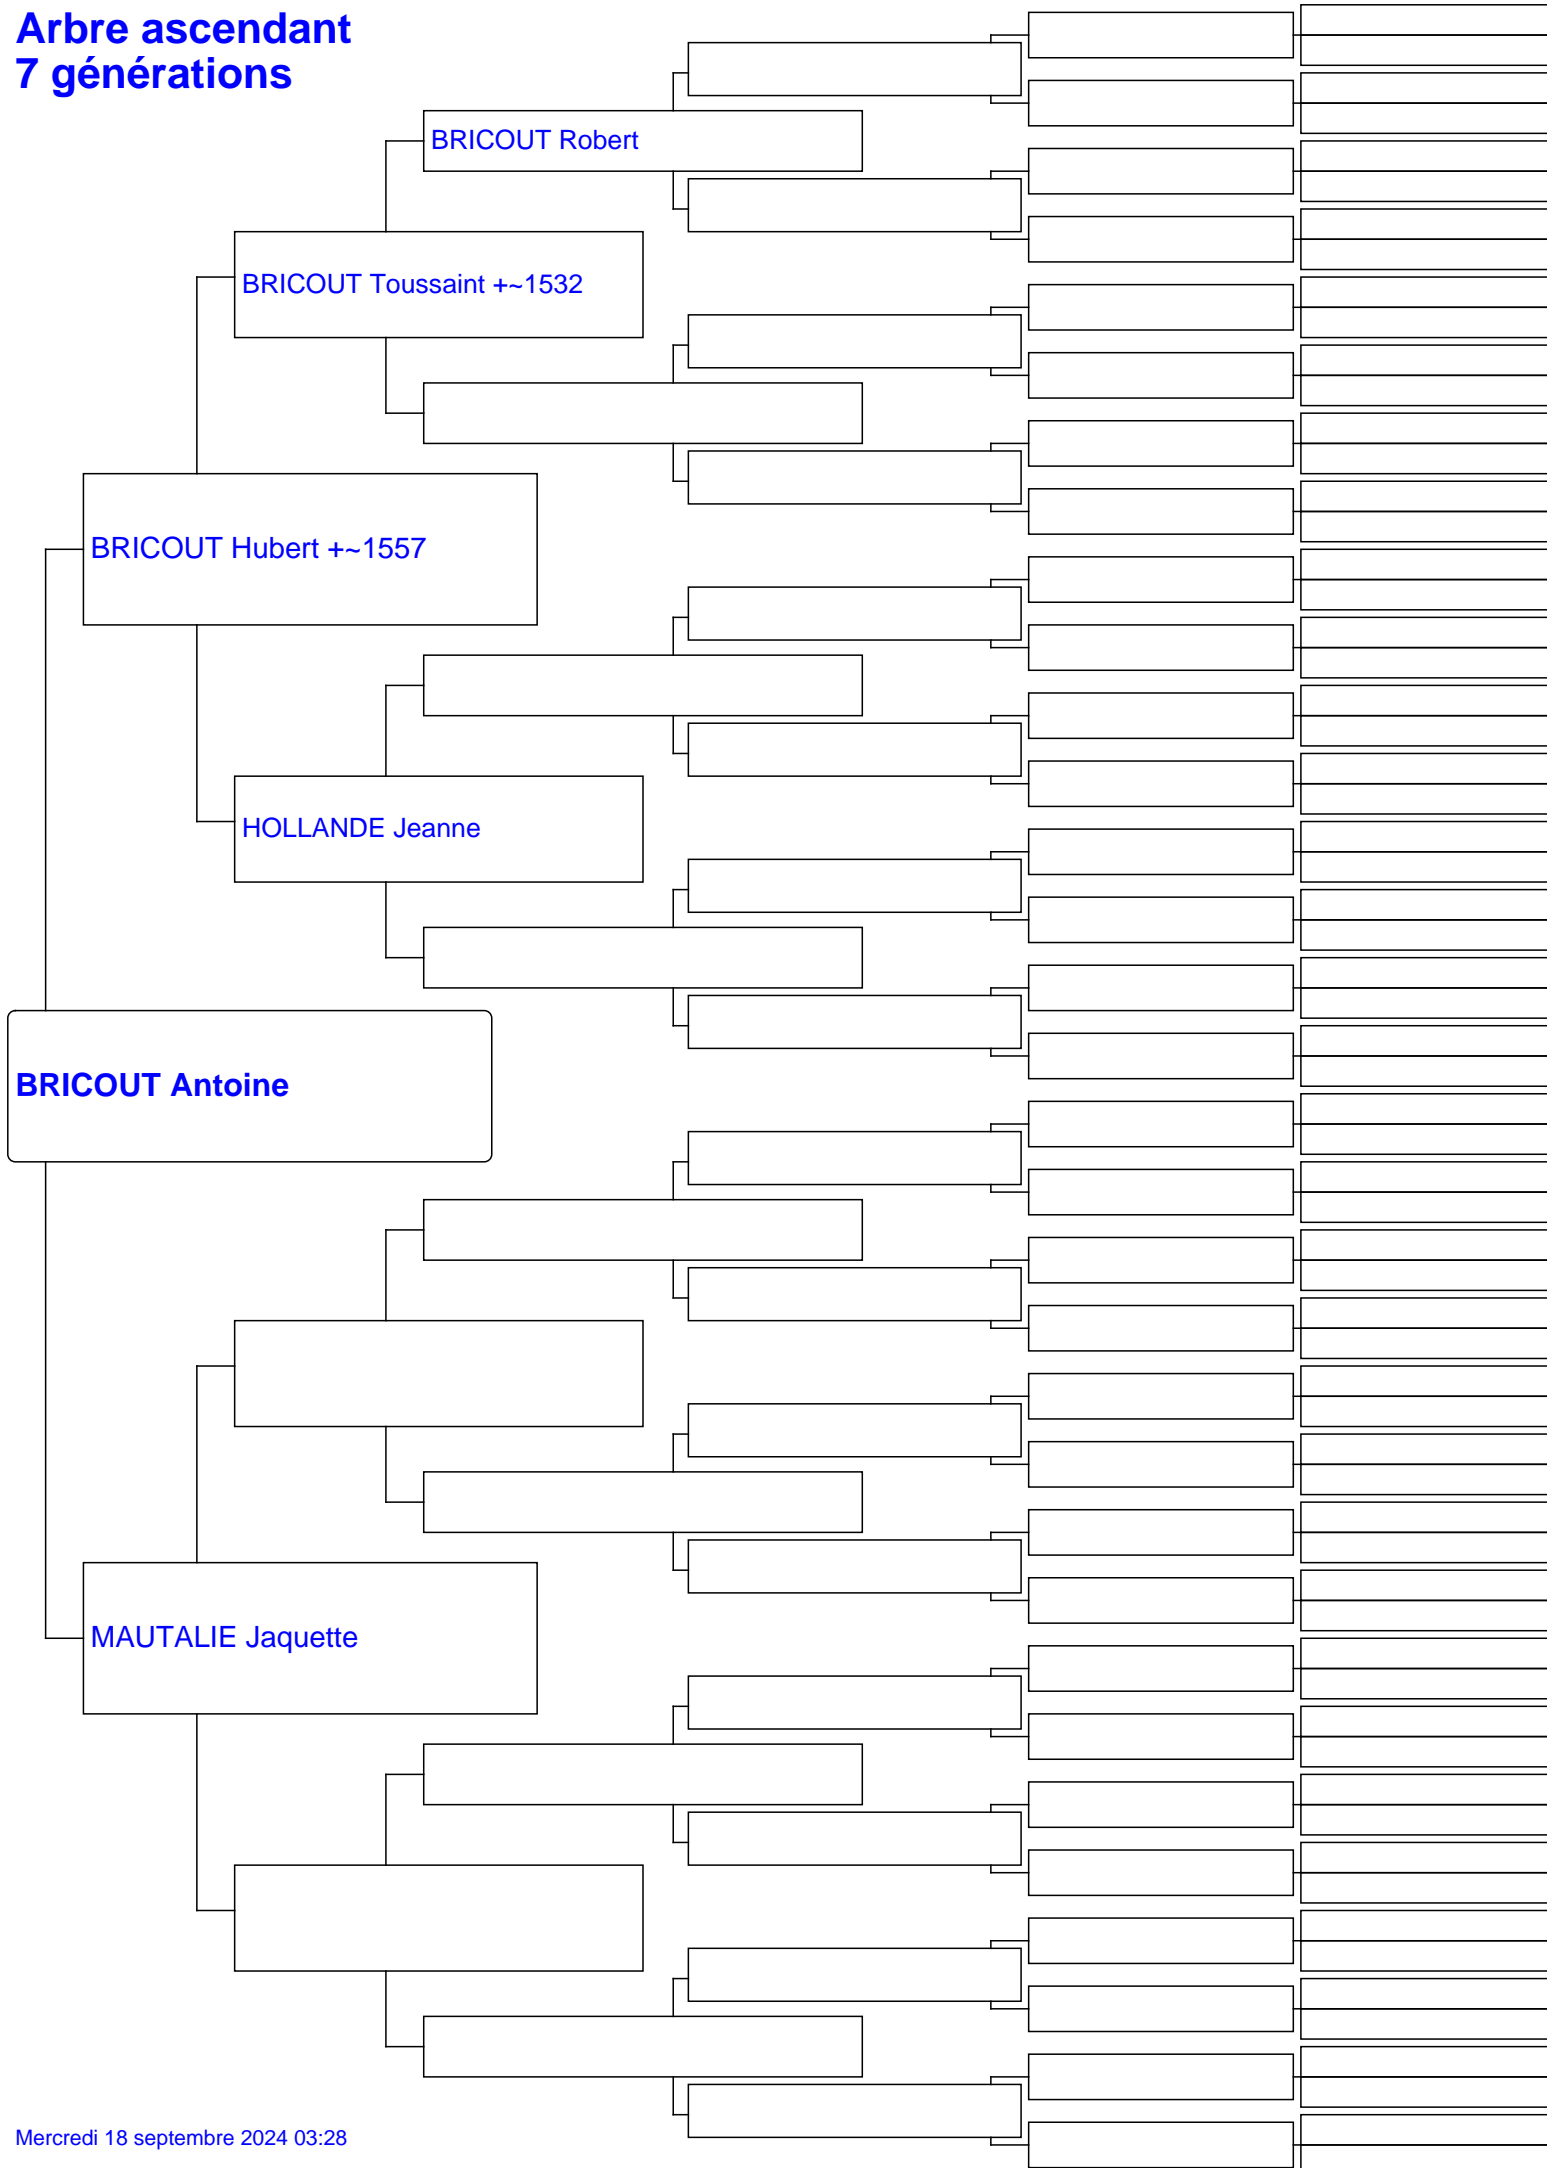 Arbre ascendant
7 générations
BRICOUT Robert
BRICOUT Toussaint +~1532
BRICOUT Hubert +~1557
HOLLANDE Jeanne
BRICOUT Antoine
MAUTALIE Jaquette
Mercredi 18 septembre 2024 03:28